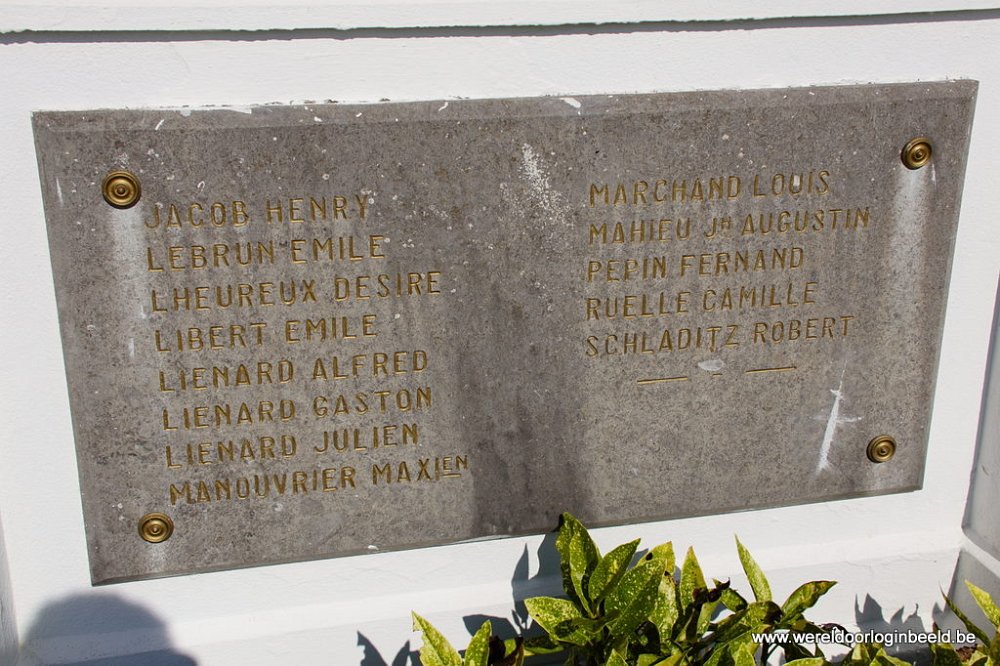 JACOB HENRY
LEBRUN EMILE
LHEUREUX DESIRE
LIBERT EMILE
LIENARD ALFRED
LIENARD GASTON
LIENARD JULIEN
MANOUVRIER MAXIEN
MARCHAND LOUIS
MAHIEU JR AUGUSTIN
PEPIN FERNAND
RUELLE CAMILLE
SCHLADITZ ROBERT
www.wereldoorloginbeeld.be